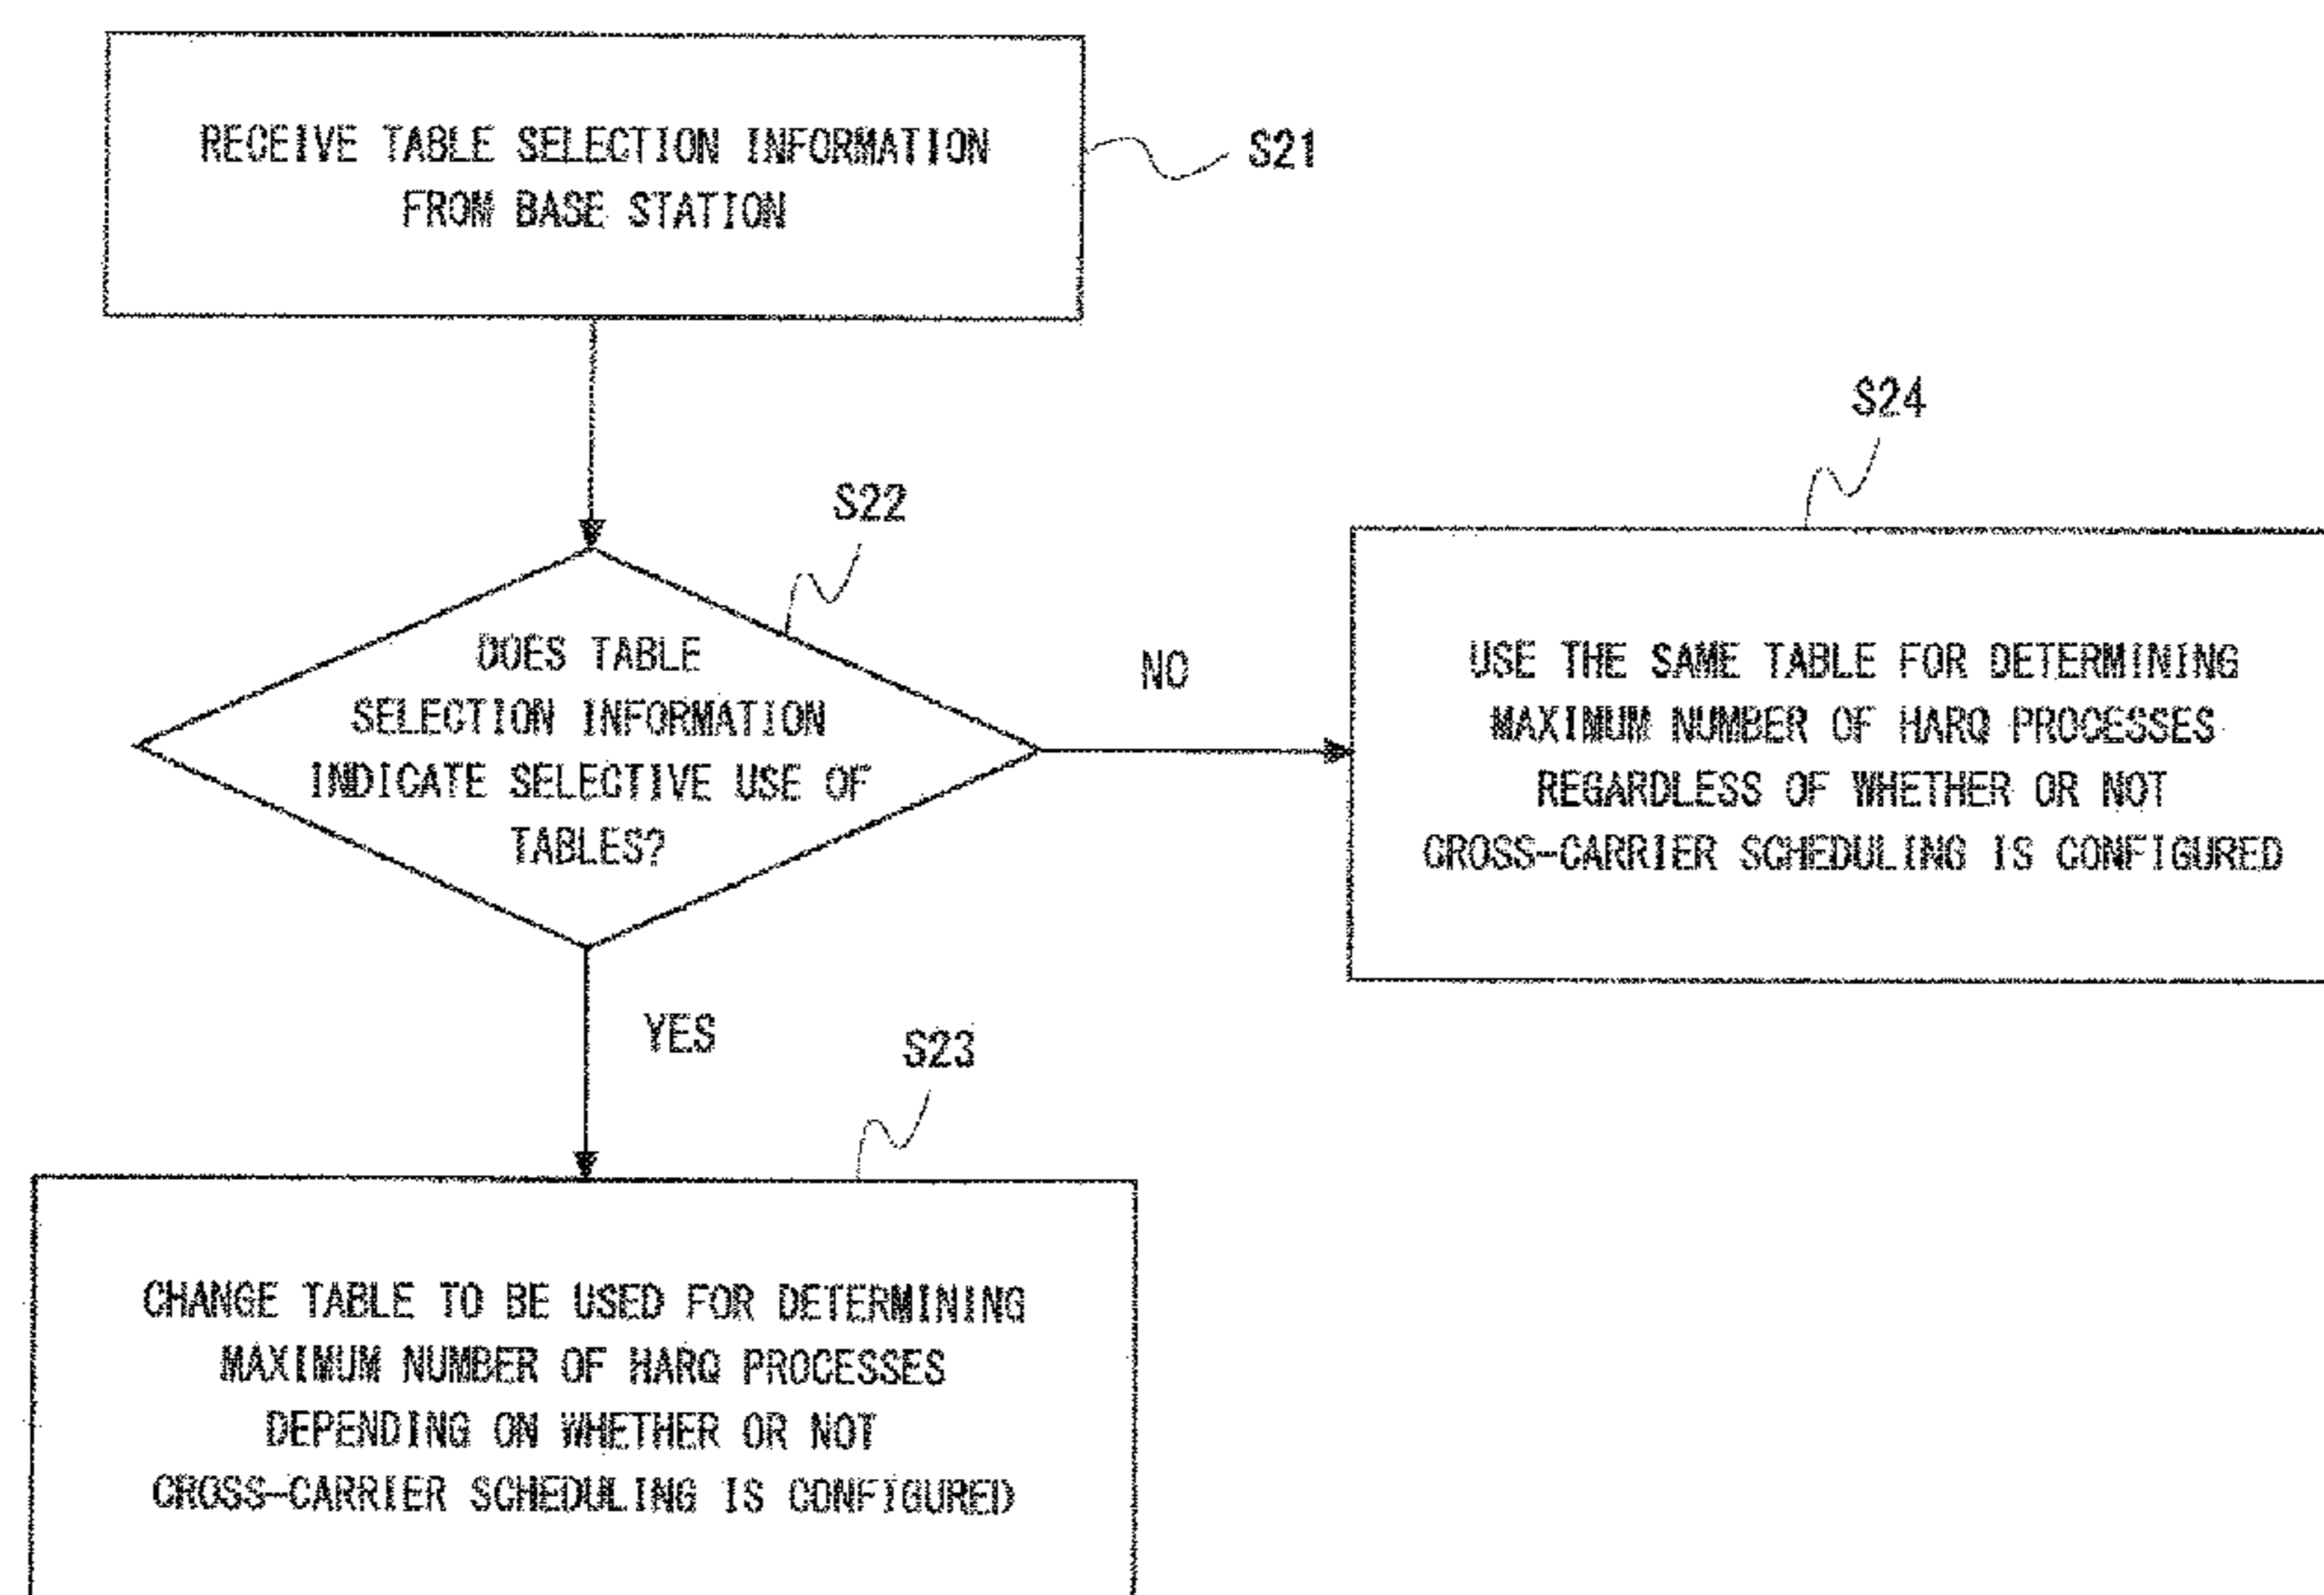 RECEIVE TABLE SELECTION INFORMATION
FROM BASE STATION
S21
S22
DOES TABLE
SELECTION INFORMATION
INDICATE SELECTIVE USE OF
TABLES?
NO
S24
USE THE SAME TABLE FOR DETERMINING
MAXIMUM NUMBER OF HARQ PROCESSES
REGARDLESS OF WHETHER OR NOT
CROSS-CARRIER SCHEDULING IS CONFIGURED
YES
S23
CHANGE TABLE TO BE USED FOR DETERMINING
MAXIMUM NUMBER OF HARQ PROCESSES
DEPENDING ON WHETHER OR NOT
CROSS-CARRIER SCHEDULING IS CONFIGURED